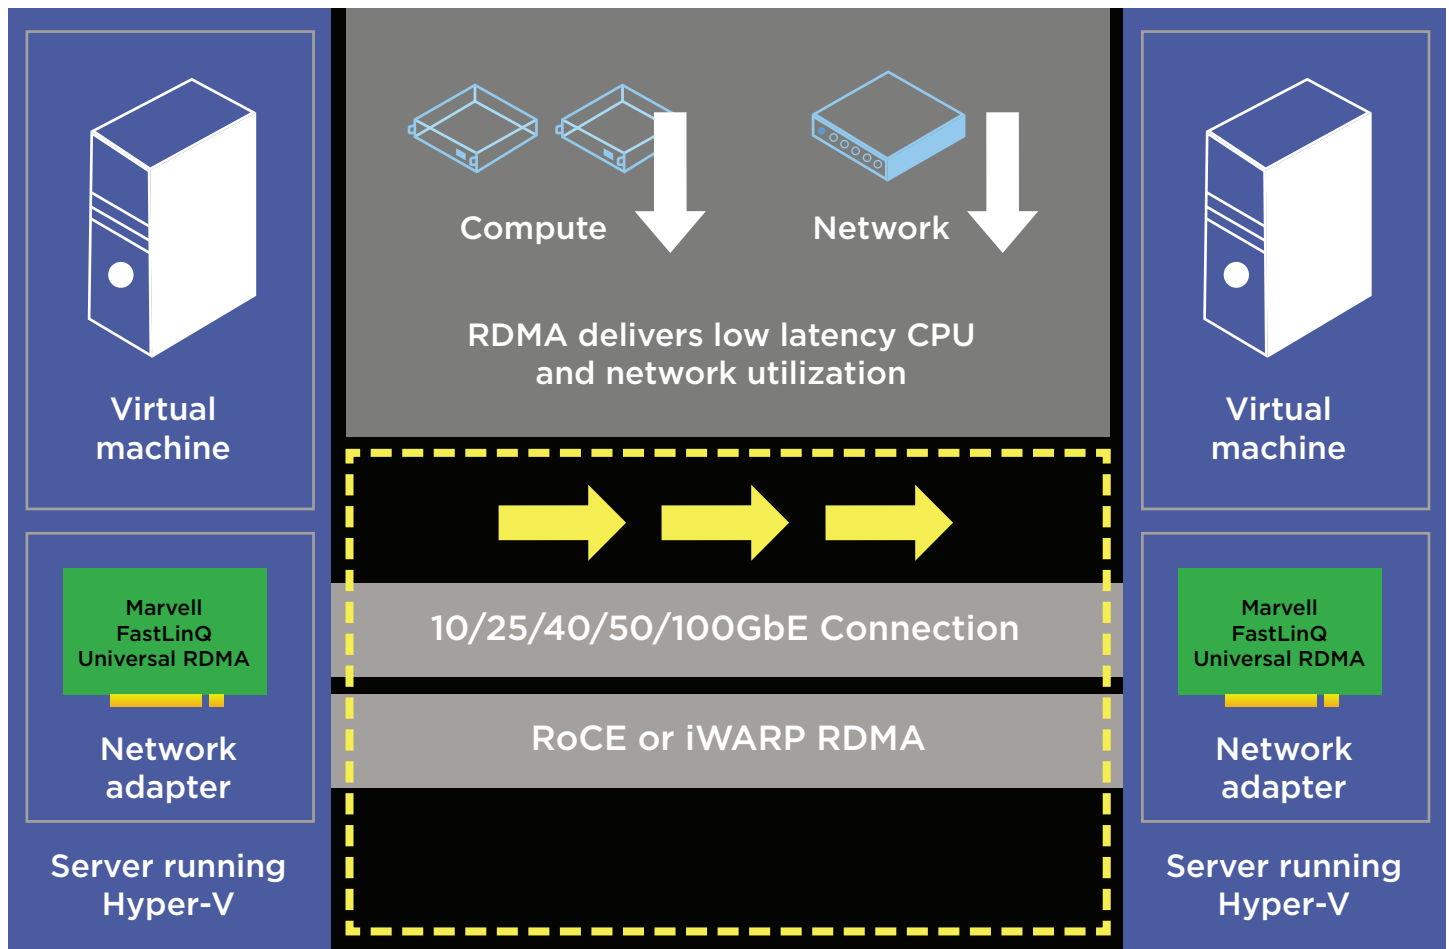 Virtual
machine
Marvell
FastLinQ
Universal RDMA
Network
adapter
Server running
Hyper-V
Compute
Network
RDMA delivers low latency CPU
and network utilization
10/25/40/50/100GbE Connection
RoCE or iWARP RDMA
Virtual
machine
Marvell
FastLinQ
Universal RDMA
Network
adapter
Server running
Hyper-V